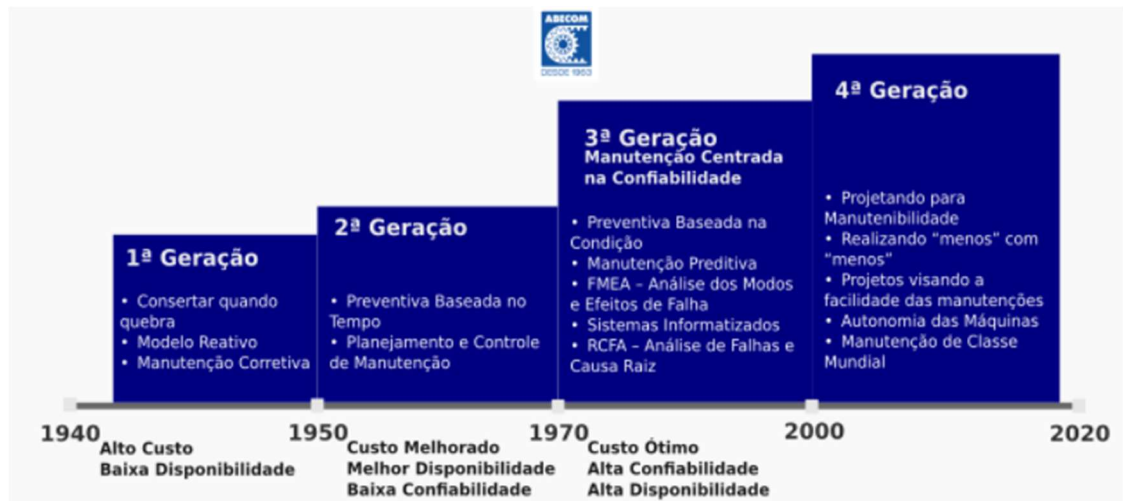 ABECOM
DESDE 1963
1ª Geração
• Consertar quando
quebra
• Modelo Reativo
• Manutenção Corretiva
2ª Geração
• Preventiva Baseada no
Tempo
• Planejamento e Controle
de Manutenção
3ª Geração
Manutenção Centrada
na Confiabilidade
• Preventiva Baseada na
Condição
• Manutenção Preditiva
• FMEA – Análise dos Modos
e Efeitos de Falha
• Sistemas Informatizados
• RCFA – Análise de Falhas e
Causa Raiz
4ª Geração
• Projetando para
Manutenibilidade
• Realizando “menos” com
“menos”
• Projetos visando a
facilidade das manutenções
• Autonomia das Máquinas
• Manutenção de Classe
Mundial
1940
1950
1970
2000
2020
Alto Custo
Baixa Disponibilidade
Custo Melhorado
Melhor Disponibilidade
Baixa Confiabilidade
Custo Ótimo
Alta Confiabilidade
Alta Disponibilidade